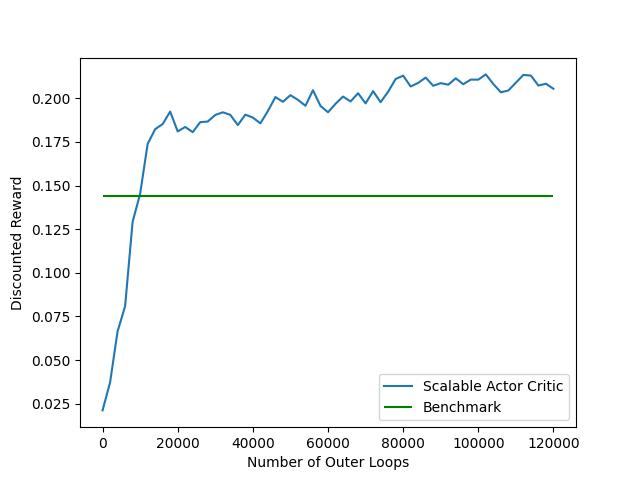 0.200
0.175
0.150
0.125
0.100
0.075
0.050
0.025
Discounted Reward
Scalable Actor Critic
Benchmark
0 20000 40000 60000 80000 100000 120000
Number of Outer Loops